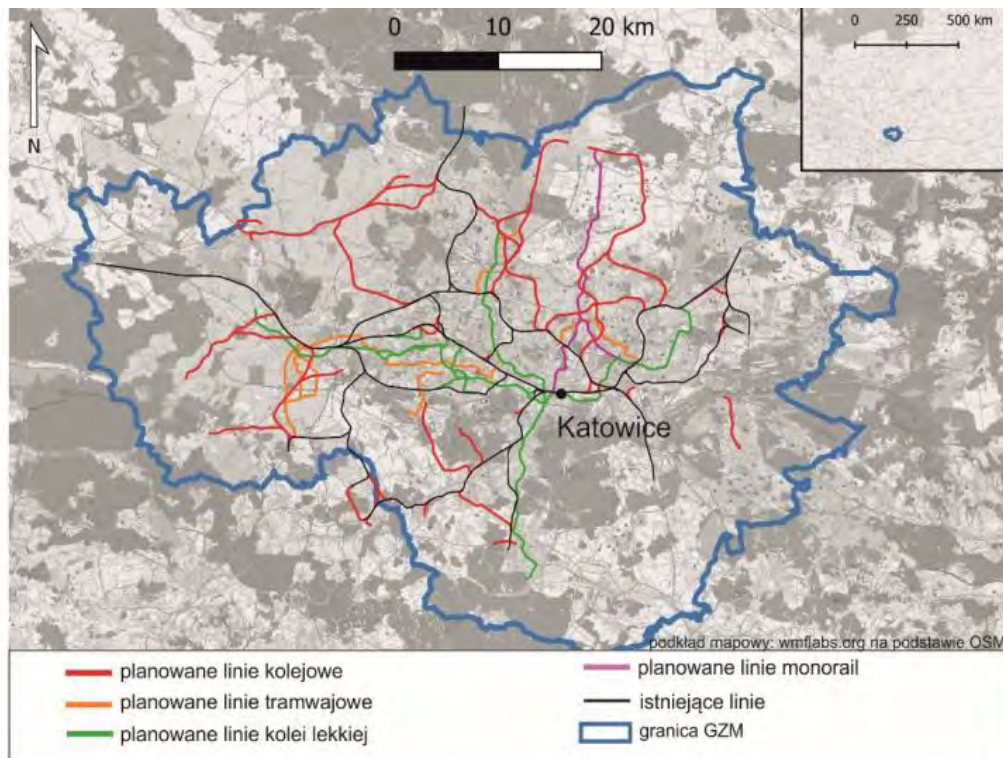 0 10 20 km
0 250 500 km
N
Katowice
podkład mapowy: wmflabs.org na podstawie OSM
planowane linie kolejowe
planowane linie monorail
planowane linie tramwajowe
istniejące linie
planowane linie kolei lekkiej
granica GZM